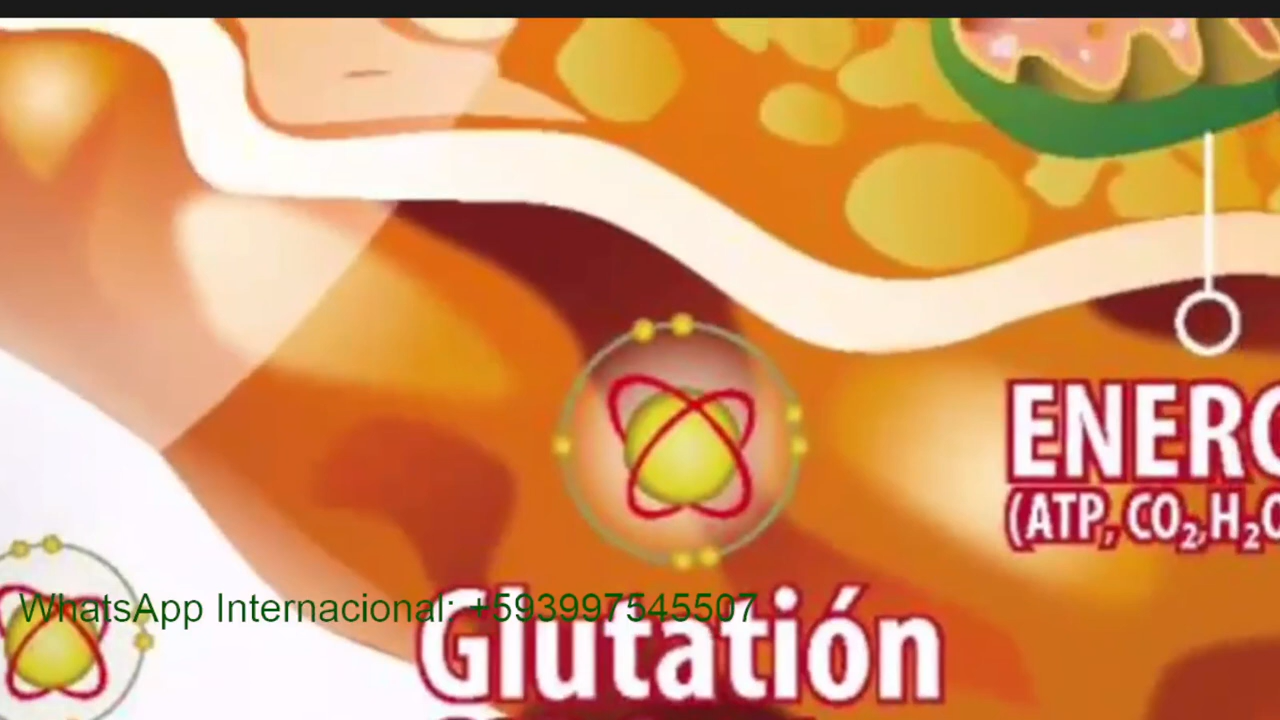 ENERG
(ATP, CO₂,H₂O
WhatsApp Internacional: +593997545507
Glutatión